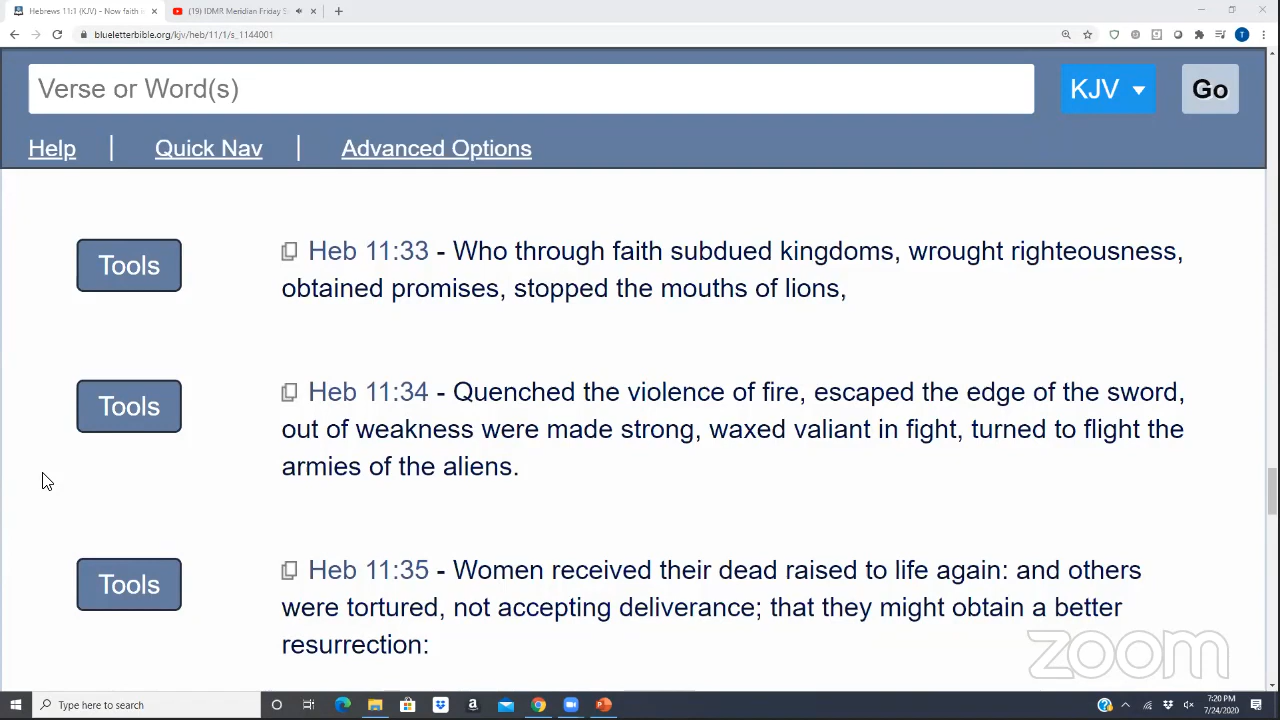 Hebrews 11:1 (KJV) - Now faith i
(19) IDMR Meridian Friday S
blueletterbible.org/kjv/heb/11/1/s_1144001
T
Verse or Word(s)
KJV
Go
Help | Quick Nav | Advanced Options
Tools
Heb 11:33 - Who through faith subdued kingdoms, wrought righteousness,
obtained promises, stopped the mouths of lions,
Tools
Heb 11:34 - Quenched the violence of fire, escaped the edge of the sword,
out of weakness were made strong, waxed valiant in fight, turned to flight the
armies of the aliens.
Tools
Heb 11:35 - Women received their dead raised to life again: and others
were tortured, not accepting deliverance; that they might obtain a better
resurrection:
zoom
Type here to search
7:20 PM
7/24/2020